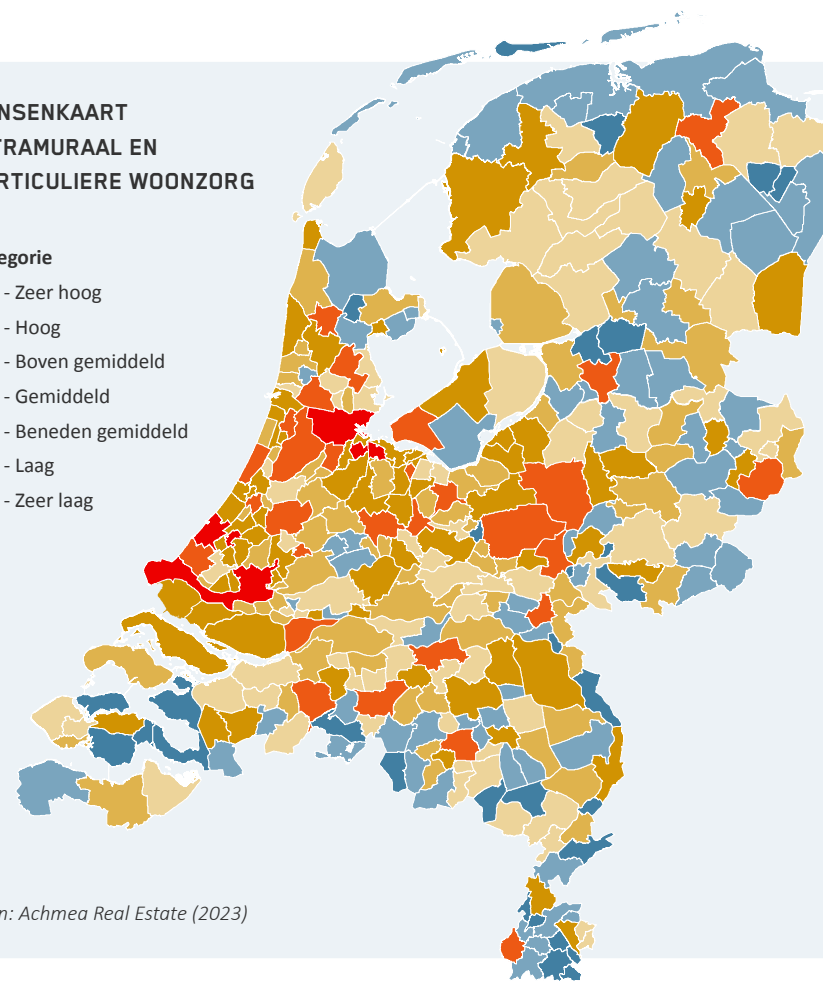 NSENKAART
TRAMURAAL EN
RTICULIERE WOONZORG
egorie
- Zeer hoog
- Hoog
- Boven gemiddeld
- Gemiddeld
- Beneden gemiddeld
- Laag
- Zeer laag
n: Achmea Real Estate (2023)